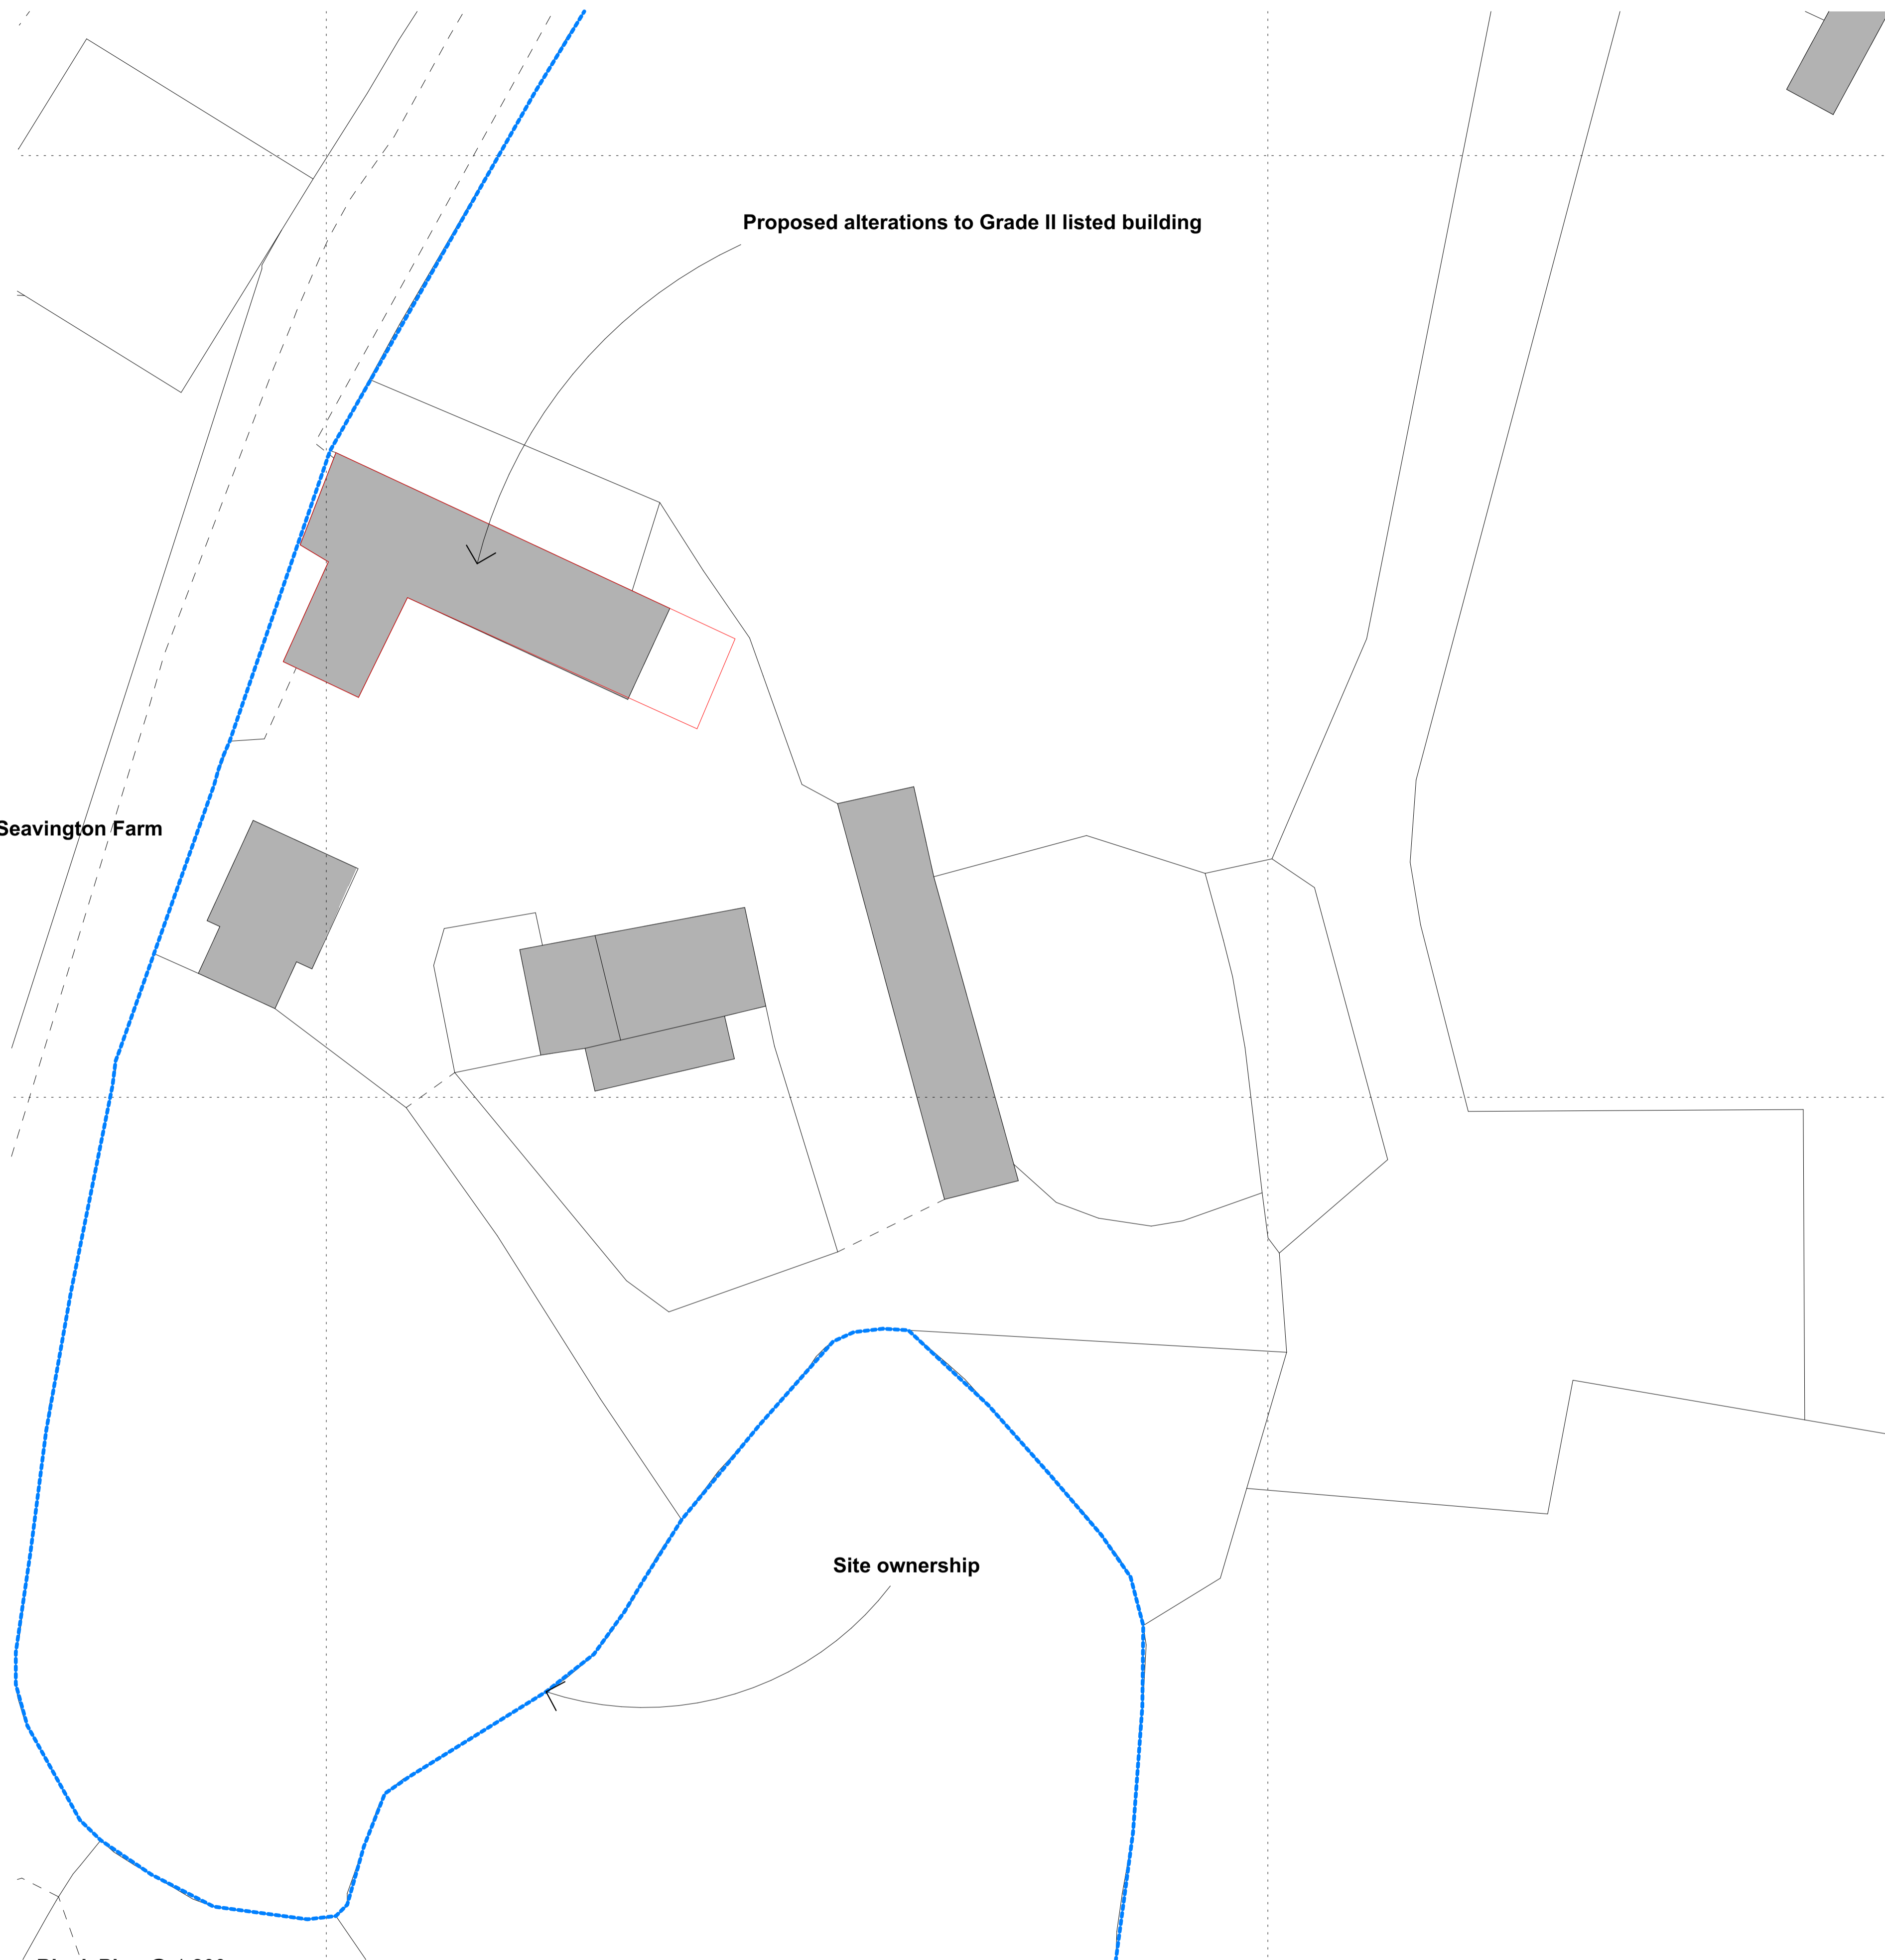 Proposed alterations to Grade II listed building
Seavington Farm
Site ownership